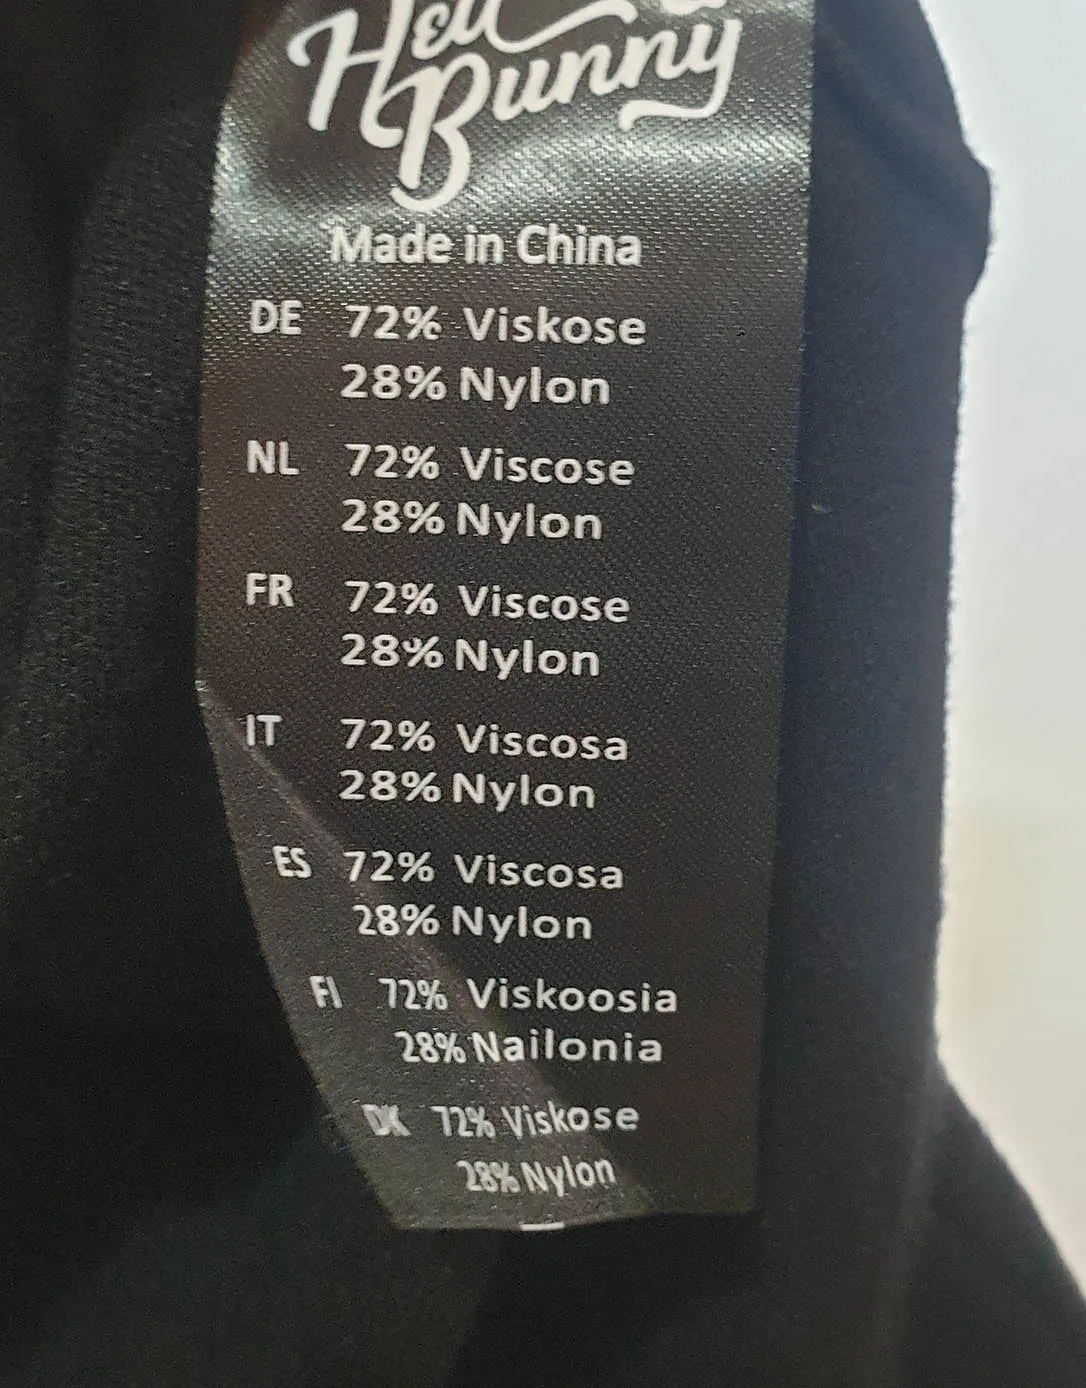 Hell
Bunny
Made in China
DE 72% Viskose
28% Nylon
NL 72% Viscose
28% Nylon
FR 72% Viscose
28% Nylon
IT 72% Viscosa
28% Nylon
ES 72% Viscosa
28% Nylon
FI 72% Viskoosia
28% Nailonia
DK 72% Viskose
28% Nylon